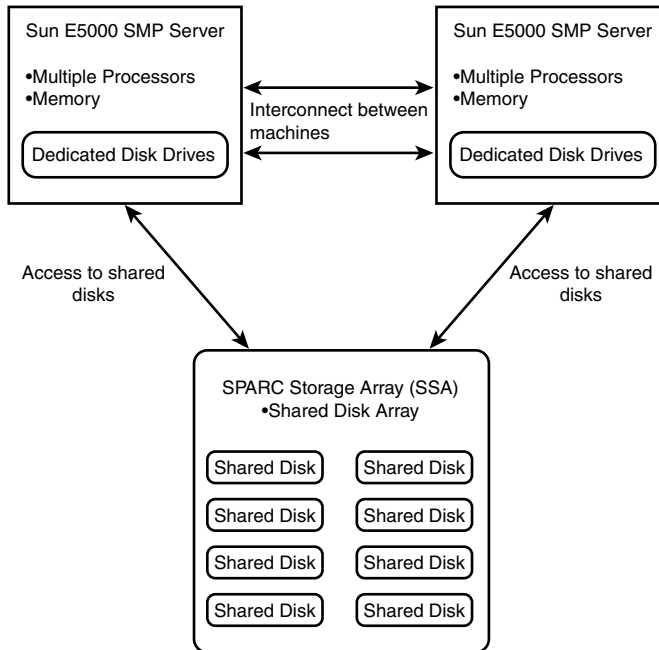 Sun E5000 SMP Server
•Multiple Processors
•Memory
Dedicated Disk Drives
Interconnect between
machines
Sun E5000 SMP Server
•Multiple Processors
•Memory
Dedicated Disk Drives
Access to shared
disks
Access to shared
disks
SPARC Storage Array (SSA)
•Shared Disk Array
Shared Disk
Shared Disk
Shared Disk
Shared Disk
Shared Disk
Shared Disk
Shared Disk
Shared Disk